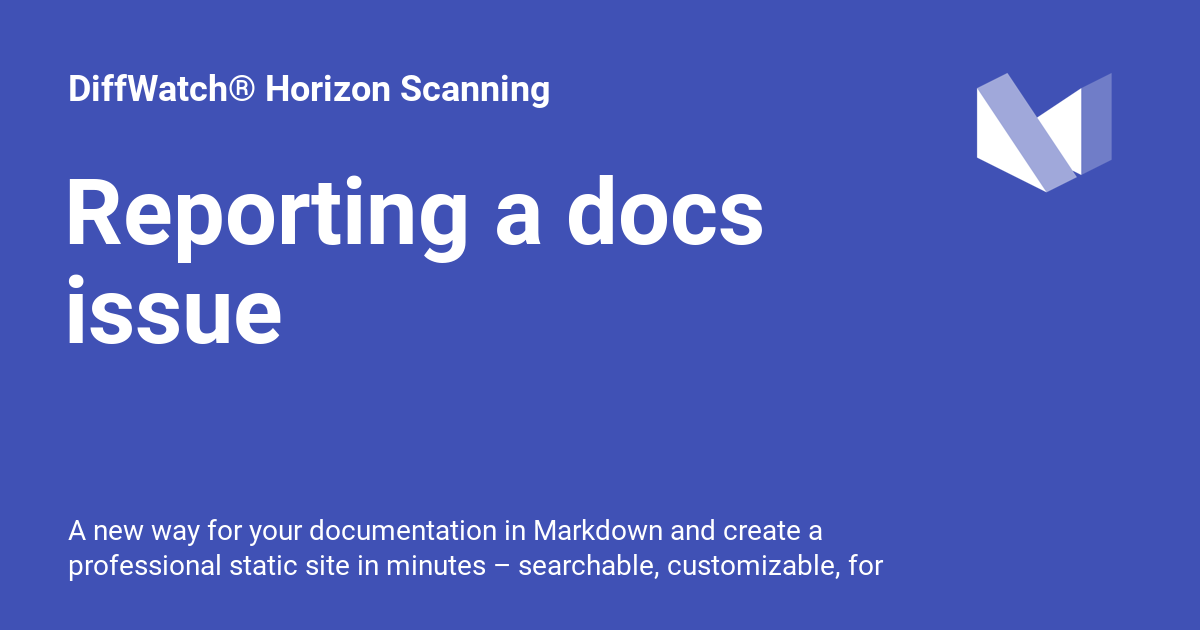 DiffWatch® Horizon Scanning
Reporting a docs
issue
A new way for your documentation in Markdown and create a
professional static site in minutes – searchable, customizable, for